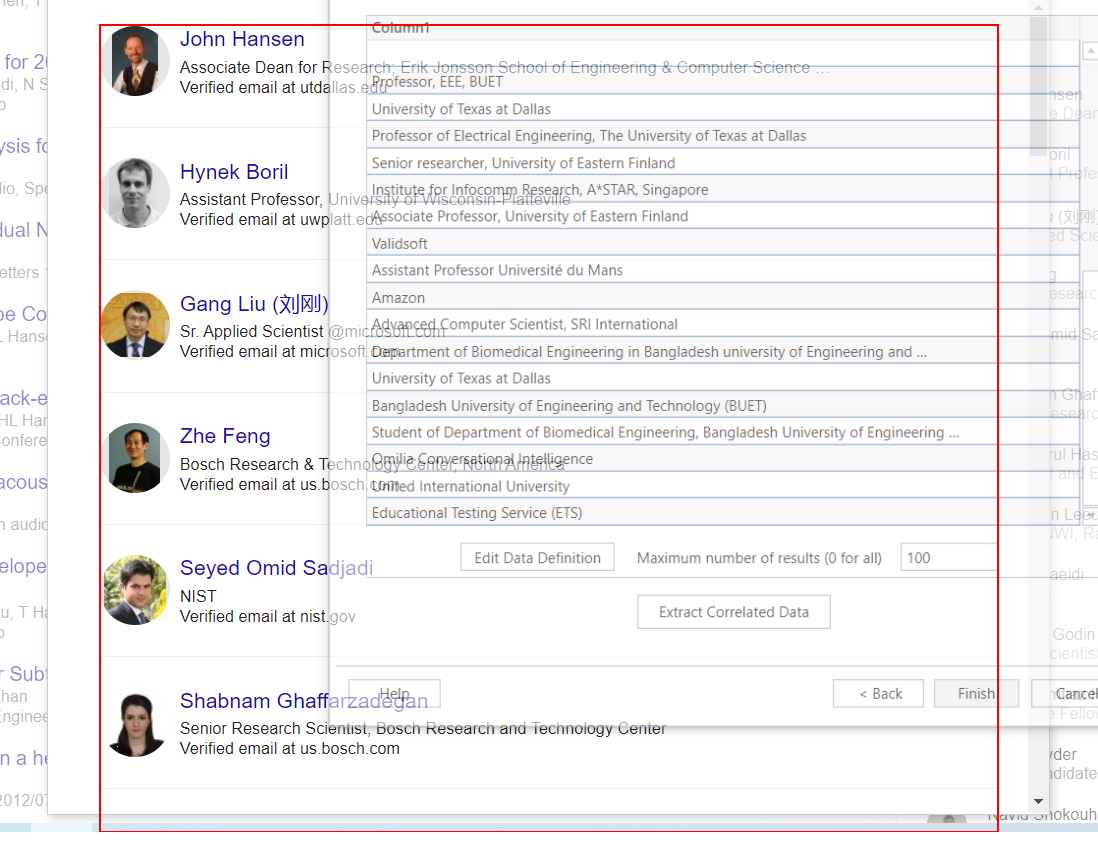 John Hansen
Associate Dean for Research, Erik Jonsson School of Engineering & Computer Science …
Verified email at utdallas.edu
Hynek Boril
Assistant Professor, University of Wisconsin-Platteville
Verified email at uwplatt.edu
Gang Liu (刘刚)
Sr. Applied Scientist @microsoft.com
Verified email at microsoft.com
Zhe Feng
Bosch Research & Technology Center, North America
Verified email at us.bosch.com
Seyed Omid Sadjadi
NIST
Verified email at nist.gov
Shabnam Ghaffarzadegan
Senior Research Scientist, Bosch Research and Technology Center
Verified email at us.bosch.com
Column1
Professor, EEE, BUET
University of Texas at Dallas
Professor of Electrical Engineering, The University of Texas at Dallas
Senior researcher, University of Eastern Finland
Institute for Infocomm Research, A*STAR, Singapore
Associate Professor, University of Eastern Finland
Validsoft
Assistant Professor Université du Mans
Amazon
Advanced Computer Scientist, SRI International
Department of Biomedical Engineering in Bangladesh university of Engineering and ...
University of Texas at Dallas
Bangladesh University of Engineering and Technology (BUET)
Student of Department of Biomedical Engineering, Bangladesh University of Engineering ...
Omilia Conversational Intelligence
United International University
Educational Testing Service (ETS)
Edit Data Definition
Maximum number of results (0 for all)
100
Extract Correlated Data
Help
< Back
Finish
Cancel
Navid Shokouh
2012/07